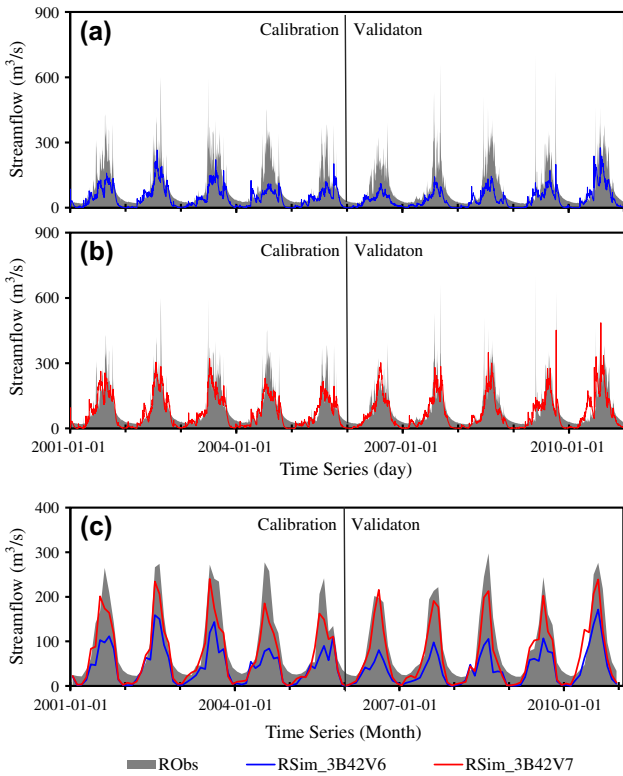 (a)
Calibration
Validaton
900
600
300
0
Streamflow (m³/s)
(b)
Calibration
Validaton
900
600
300
0
Streamflow (m³/s)
2001-01-01
2004-01-01
2007-01-01
2010-01-01
Time Series (day)
(c)
Calibration
Validaton
400
300
200
100
0
Streamflow (m³/s)
2001-01-01
2004-01-01
2007-01-01
2010-01-01
Time Series (Month)
RObs
RSim_3B42V6
RSim_3B42V7